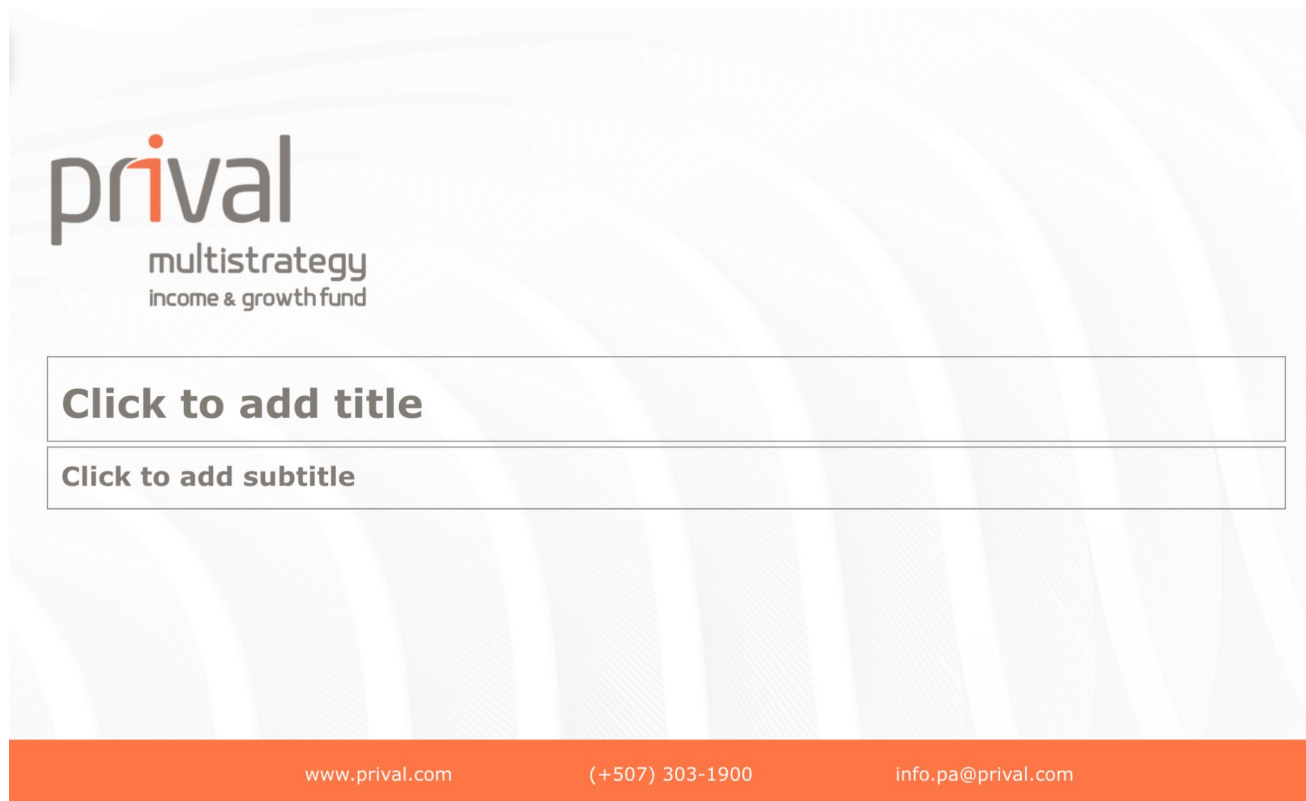 prival
multistrategy
income & growth fund
Click to add title
Click to add subtitle
www.prival.com (+507) 303-1900 info.pa@prival.com